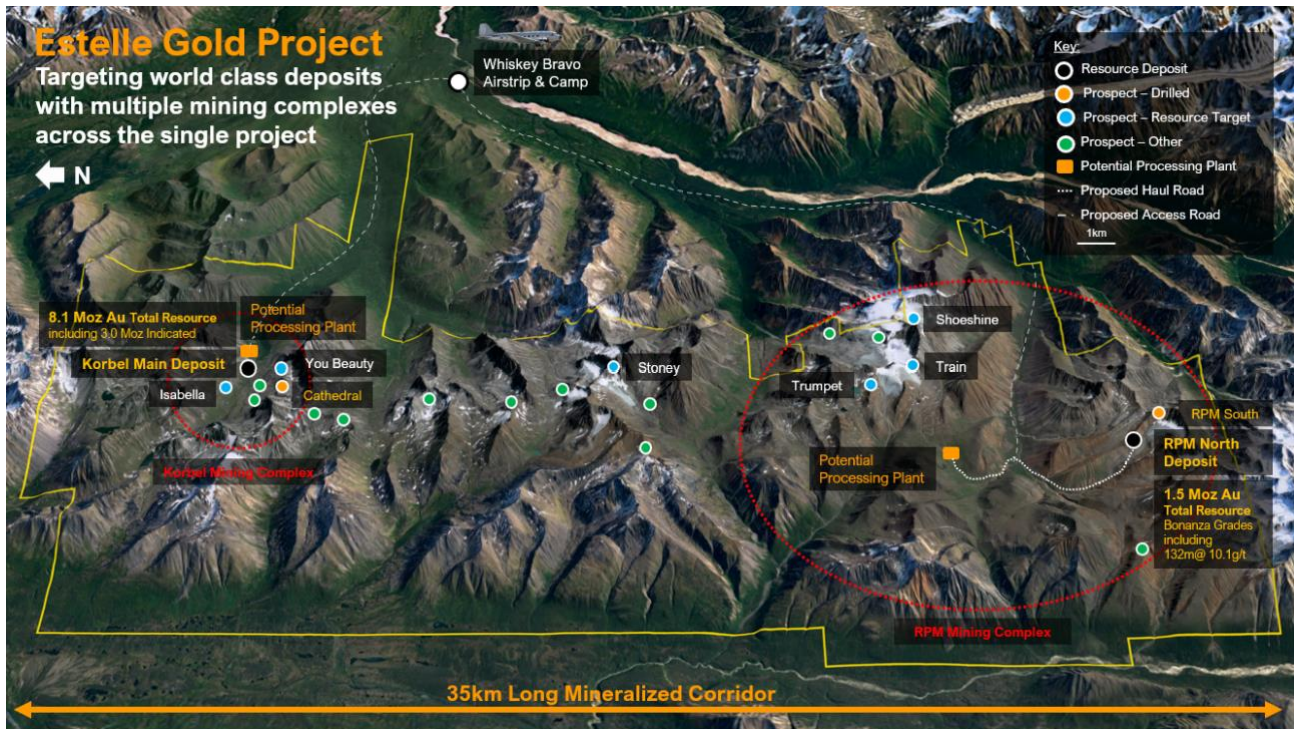 Estelle Gold Project
Targeting world class deposits
with multiple mining complexes
across the single project
N
Whiskey Bravo
Airstrip & Camp
Key:
Resource Deposit
Prospect – Drilled
Prospect – Resource Target
Prospect – Other
Potential Processing Plant
Proposed Haul Road
Proposed Access Road
1km
8.1 Moz Au Total Resource
including 3.0 Moz Indicated
Potential
Processing Plant
Korbel Main Deposit
You Beauty
Isabella
Cathedral
Korbel Mining Complex
Stoney
Shoeshine
Train
Trumpet
Potential
Processing Plant
RPM South
RPM North
Deposit
1.5 Moz Au
Total Resource
Bonanza Grades
including
132m@ 10.1g/t
RPM Mining Complex
35km Long Mineralized Corridor